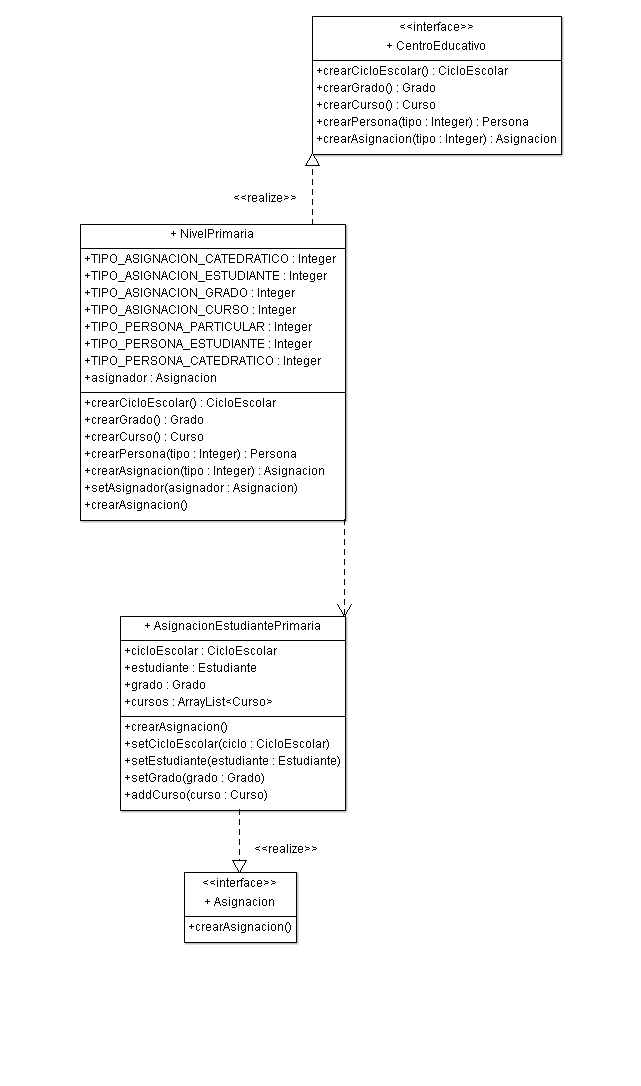 <<interface>>
+ CentroEducativo
+crearCicloEscolar() : CicloEscolar
+crearGrado() : Grado
+crearCurso() : Curso
+crearPersona(tipo : Integer) : Persona
+crearAsignacion(tipo : Integer) : Asignacion
<<realize>>
+ NivelPrimaria
+TIPO_ASIGNACION_CATEDRATICO : Integer
+TIPO_ASIGNACION_ESTUDIANTE : Integer
+TIPO_ASIGNACION_GRADO : Integer
+TIPO_ASIGNACION_CURSO : Integer
+TIPO_PERSONA_PARTICULAR : Integer
+TIPO_PERSONA_ESTUDIANTE : Integer
+TIPO_PERSONA_CATEDRATICO : Integer
+asignador : Asignacion
+crearCicloEscolar() : CicloEscolar
+crearGrado() : Grado
+crearCurso() : Curso
+crearPersona(tipo : Integer) : Persona
+crearAsignacion(tipo : Integer) : Asignacion
+setAsignador(asignador : Asignacion)
+crearAsignacion()
+ AsignacionEstudiantePrimaria
+cicloEscolar : CicloEscolar
+estudiante : Estudiante
+grado : Grado
+cursos : ArrayList<Curso>
+crearAsignacion()
+setCicloEscolar(ciclo : CicloEscolar)
+setEstudiante(estudiante : Estudiante)
+setGrado(grado : Grado)
+addCurso(curso : Curso)
<<realize>>
<<interface>>
+ Asignacion
+crearAsignacion()